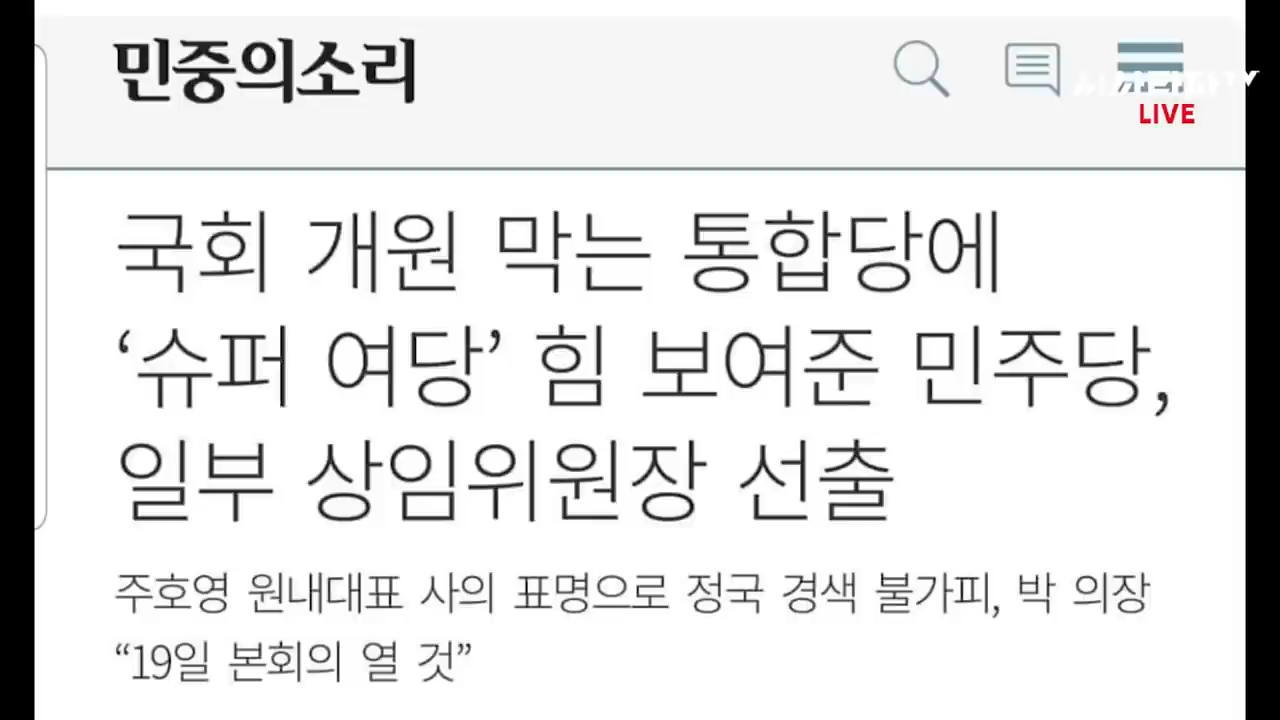 민중의소리
LIVE
국회 개원 막는 통합당에
‘슈퍼 여당’ 힘 보여준 민주당,
일부 상임위원장 선출
주호영 원내대표 사의 표명으로 정국 경색 불가피, 박 의장
“19일 본회의 열 것”